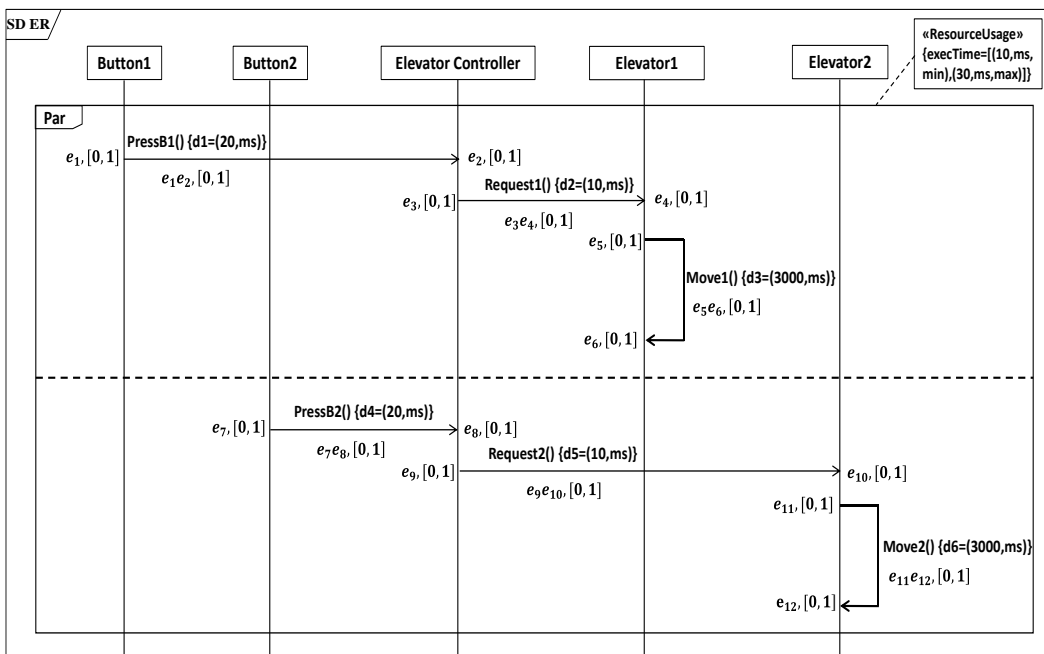 SD ER
«ResourceUsage»
{execTime=[(10,ms,
min),(30,ms,max)]}
Button1
Button2
Elevator Controller
Elevator1
Elevator2
Par
PressB1() {d1=(20,ms)}
e₁, [0, 1]
e₂, [0, 1]
e₁e₂, [0, 1]
Request1() {d2=(10,ms)}
e₃, [0, 1]
e₄, [0, 1]
e₃e₄, [0, 1]
e₅, [0, 1]
Move1() {d3=(3000,ms)}
e₅e₆, [0, 1]
e₆, [0, 1]
PressB2() {d4=(20,ms)}
e₇, [0, 1]
e₈, [0, 1]
e₇e₈, [0, 1]
Request2() {d5=(10,ms)}
e₉, [0, 1]
e₁₀, [0, 1]
e₉e₁₀, [0, 1]
e₁₁, [0, 1]
Move2() {d6=(3000,ms)}
e₁₁e₁₂, [0, 1]
e₁₂, [0, 1]